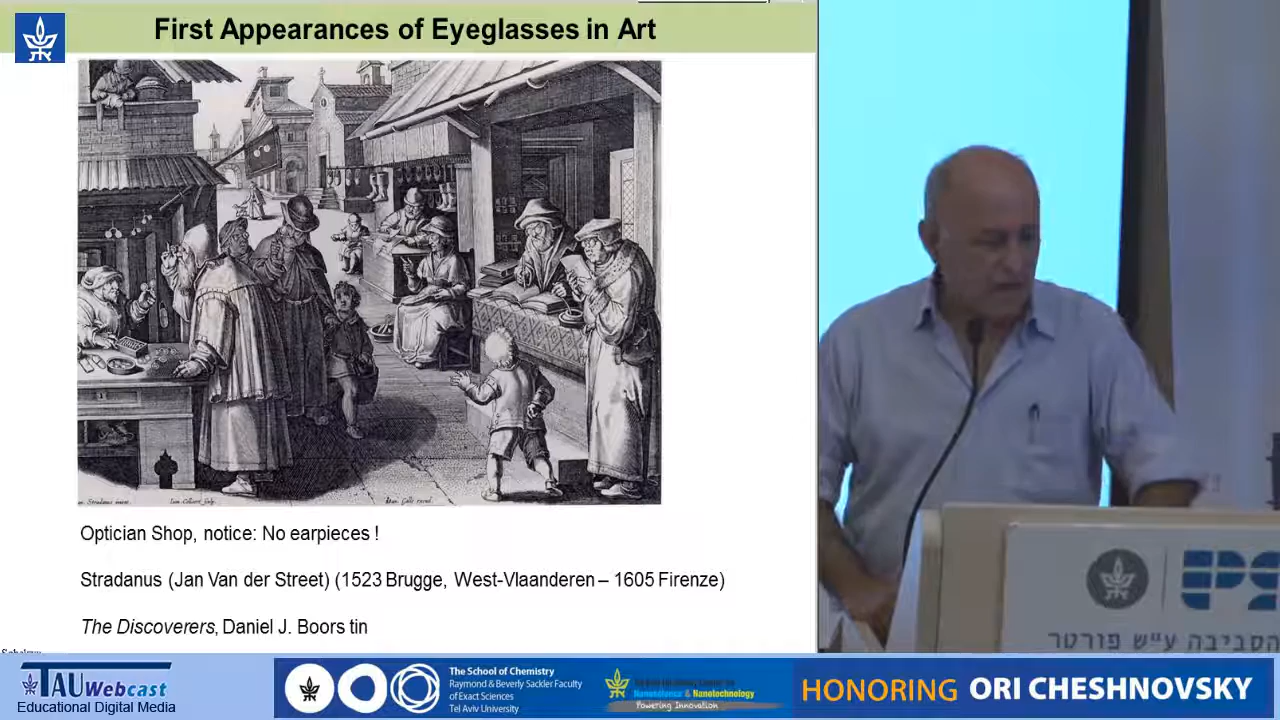 First Appearances of Eyeglasses in Art
Optician Shop, notice: No earpieces !
Stradanus (Jan Van der Street) (1523 Brugge, West-Vlaanderen – 1605 Firenze)
The Discoverers, Daniel J. Boors tin
הסביבה ע״ש פורטר
TAU Webcast
Educational Digital Media
The School of Chemistry
Raymond & Beverly Sackler Faculty
of Exact Sciences
Tel Aviv University
Nanoscience & Nanotechnology
Powering Innovation
HONORING ORI CHESHNOVSKY